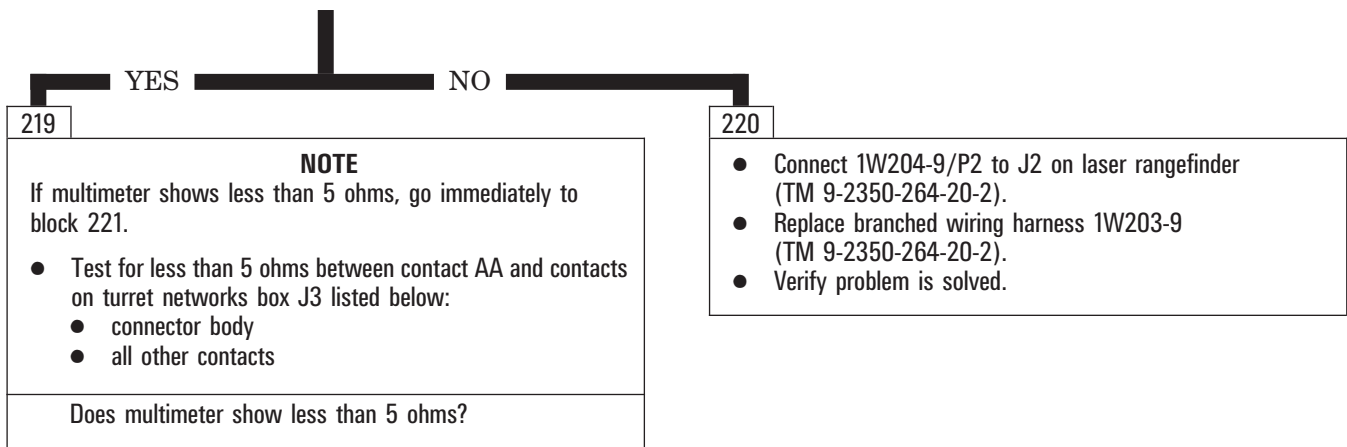 YES NO
219
NOTE
If multimeter shows less than 5 ohms, go immediately to
block 221.
● Test for less than 5 ohms between contact AA and contacts
on turret networks box J3 listed below:
● connector body
● all other contacts
Does multimeter show less than 5 ohms?
220
● Connect 1W204-9/P2 to J2 on laser rangefinder
(TM 9-2350-264-20-2).
● Replace branched wiring harness 1W203-9
(TM 9-2350-264-20-2).
● Verify problem is solved.